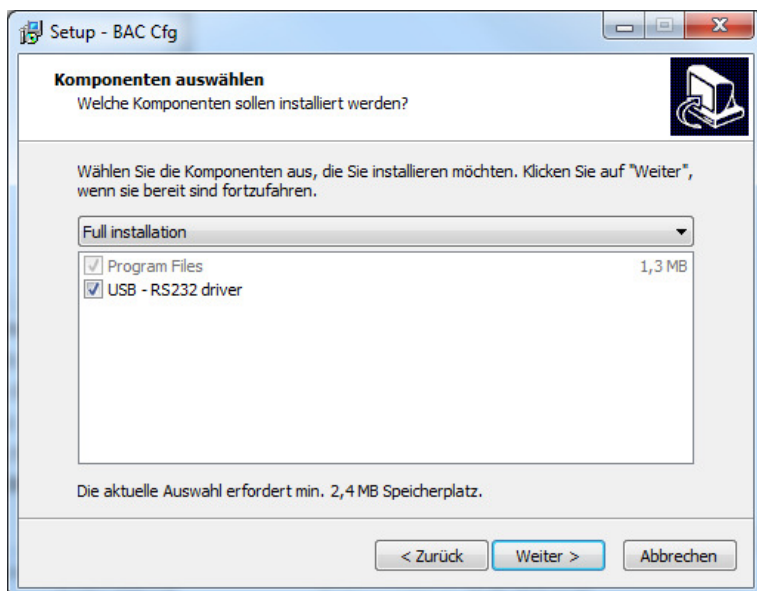 Setup - BAC Cfg
Komponenten auswählen
Welche Komponenten sollen installiert werden?
Wählen Sie die Komponenten aus, die Sie installieren möchten. Klicken Sie auf "Weiter",
wenn sie bereit sind fortzufahren.
Full installation
Program Files 1,3 MB
USB - RS232 driver
Die aktuelle Auswahl erfordert min. 2,4 MB Speicherplatz.
< Zurück Weiter > Abbrechen